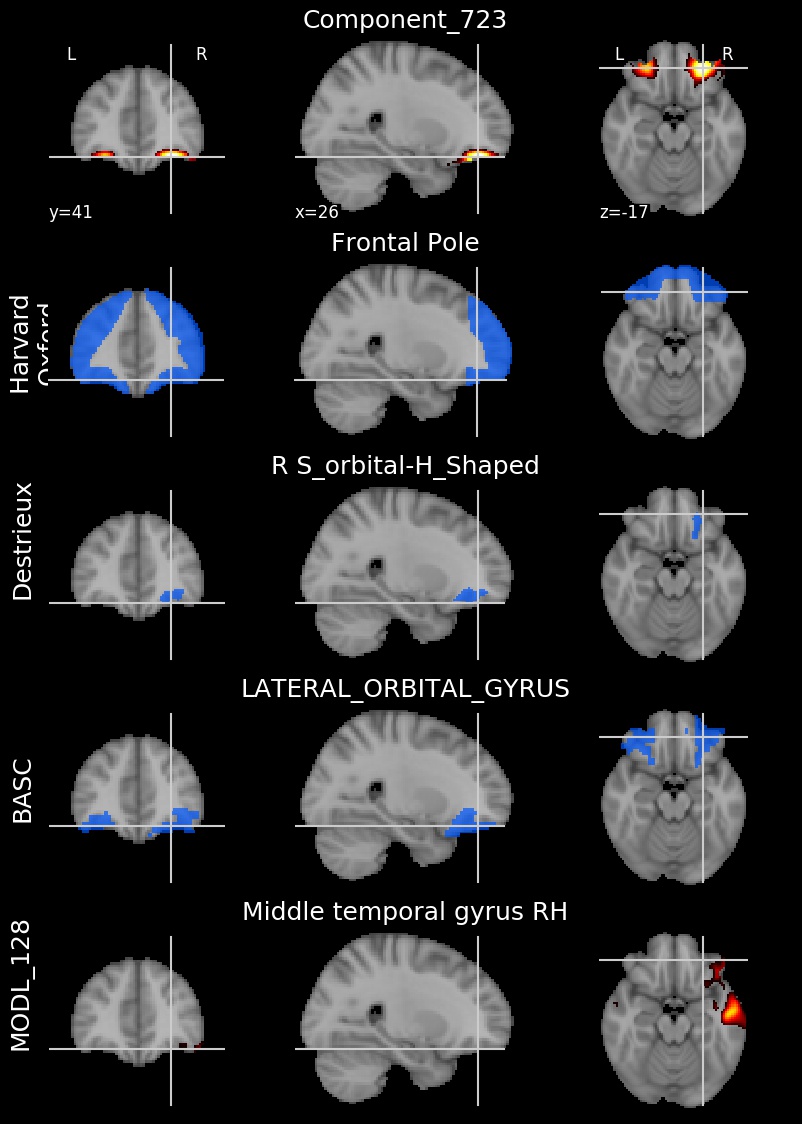 Component_723
L
R
L
R
y=41
x=26
z=-17
Frontal Pole
Harvard
R S_orbital-H_Shaped
Destrieux
LATERAL_ORBITAL_GYRUS
BASC
Middle temporal gyrus RH
MODL_128